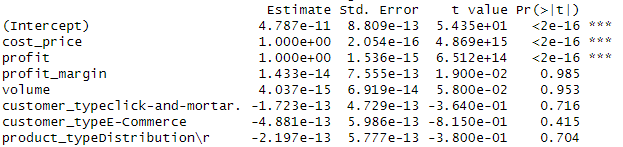 Estimate Std. Error t value Pr(>|t|)
(Intercept) 4.787e-11 8.809e-13 5.435e+01 <2e-16 ***
cost_price 1.000e+00 2.054e-16 4.869e+15 <2e-16 ***
profit 1.000e+00 1.536e-15 6.512e+14 <2e-16 ***
profit_margin 1.433e-14 7.555e-13 1.900e-02 0.985
volume 4.037e-15 6.919e-14 5.800e-02 0.953
customer_typeclick-and-mortar. -1.723e-13 4.729e-13 -3.640e-01 0.716
customer_typeE-Commerce -4.881e-13 5.986e-13 -8.150e-01 0.415
product_typeDistribution\r -2.197e-13 5.777e-13 -3.800e-01 0.704